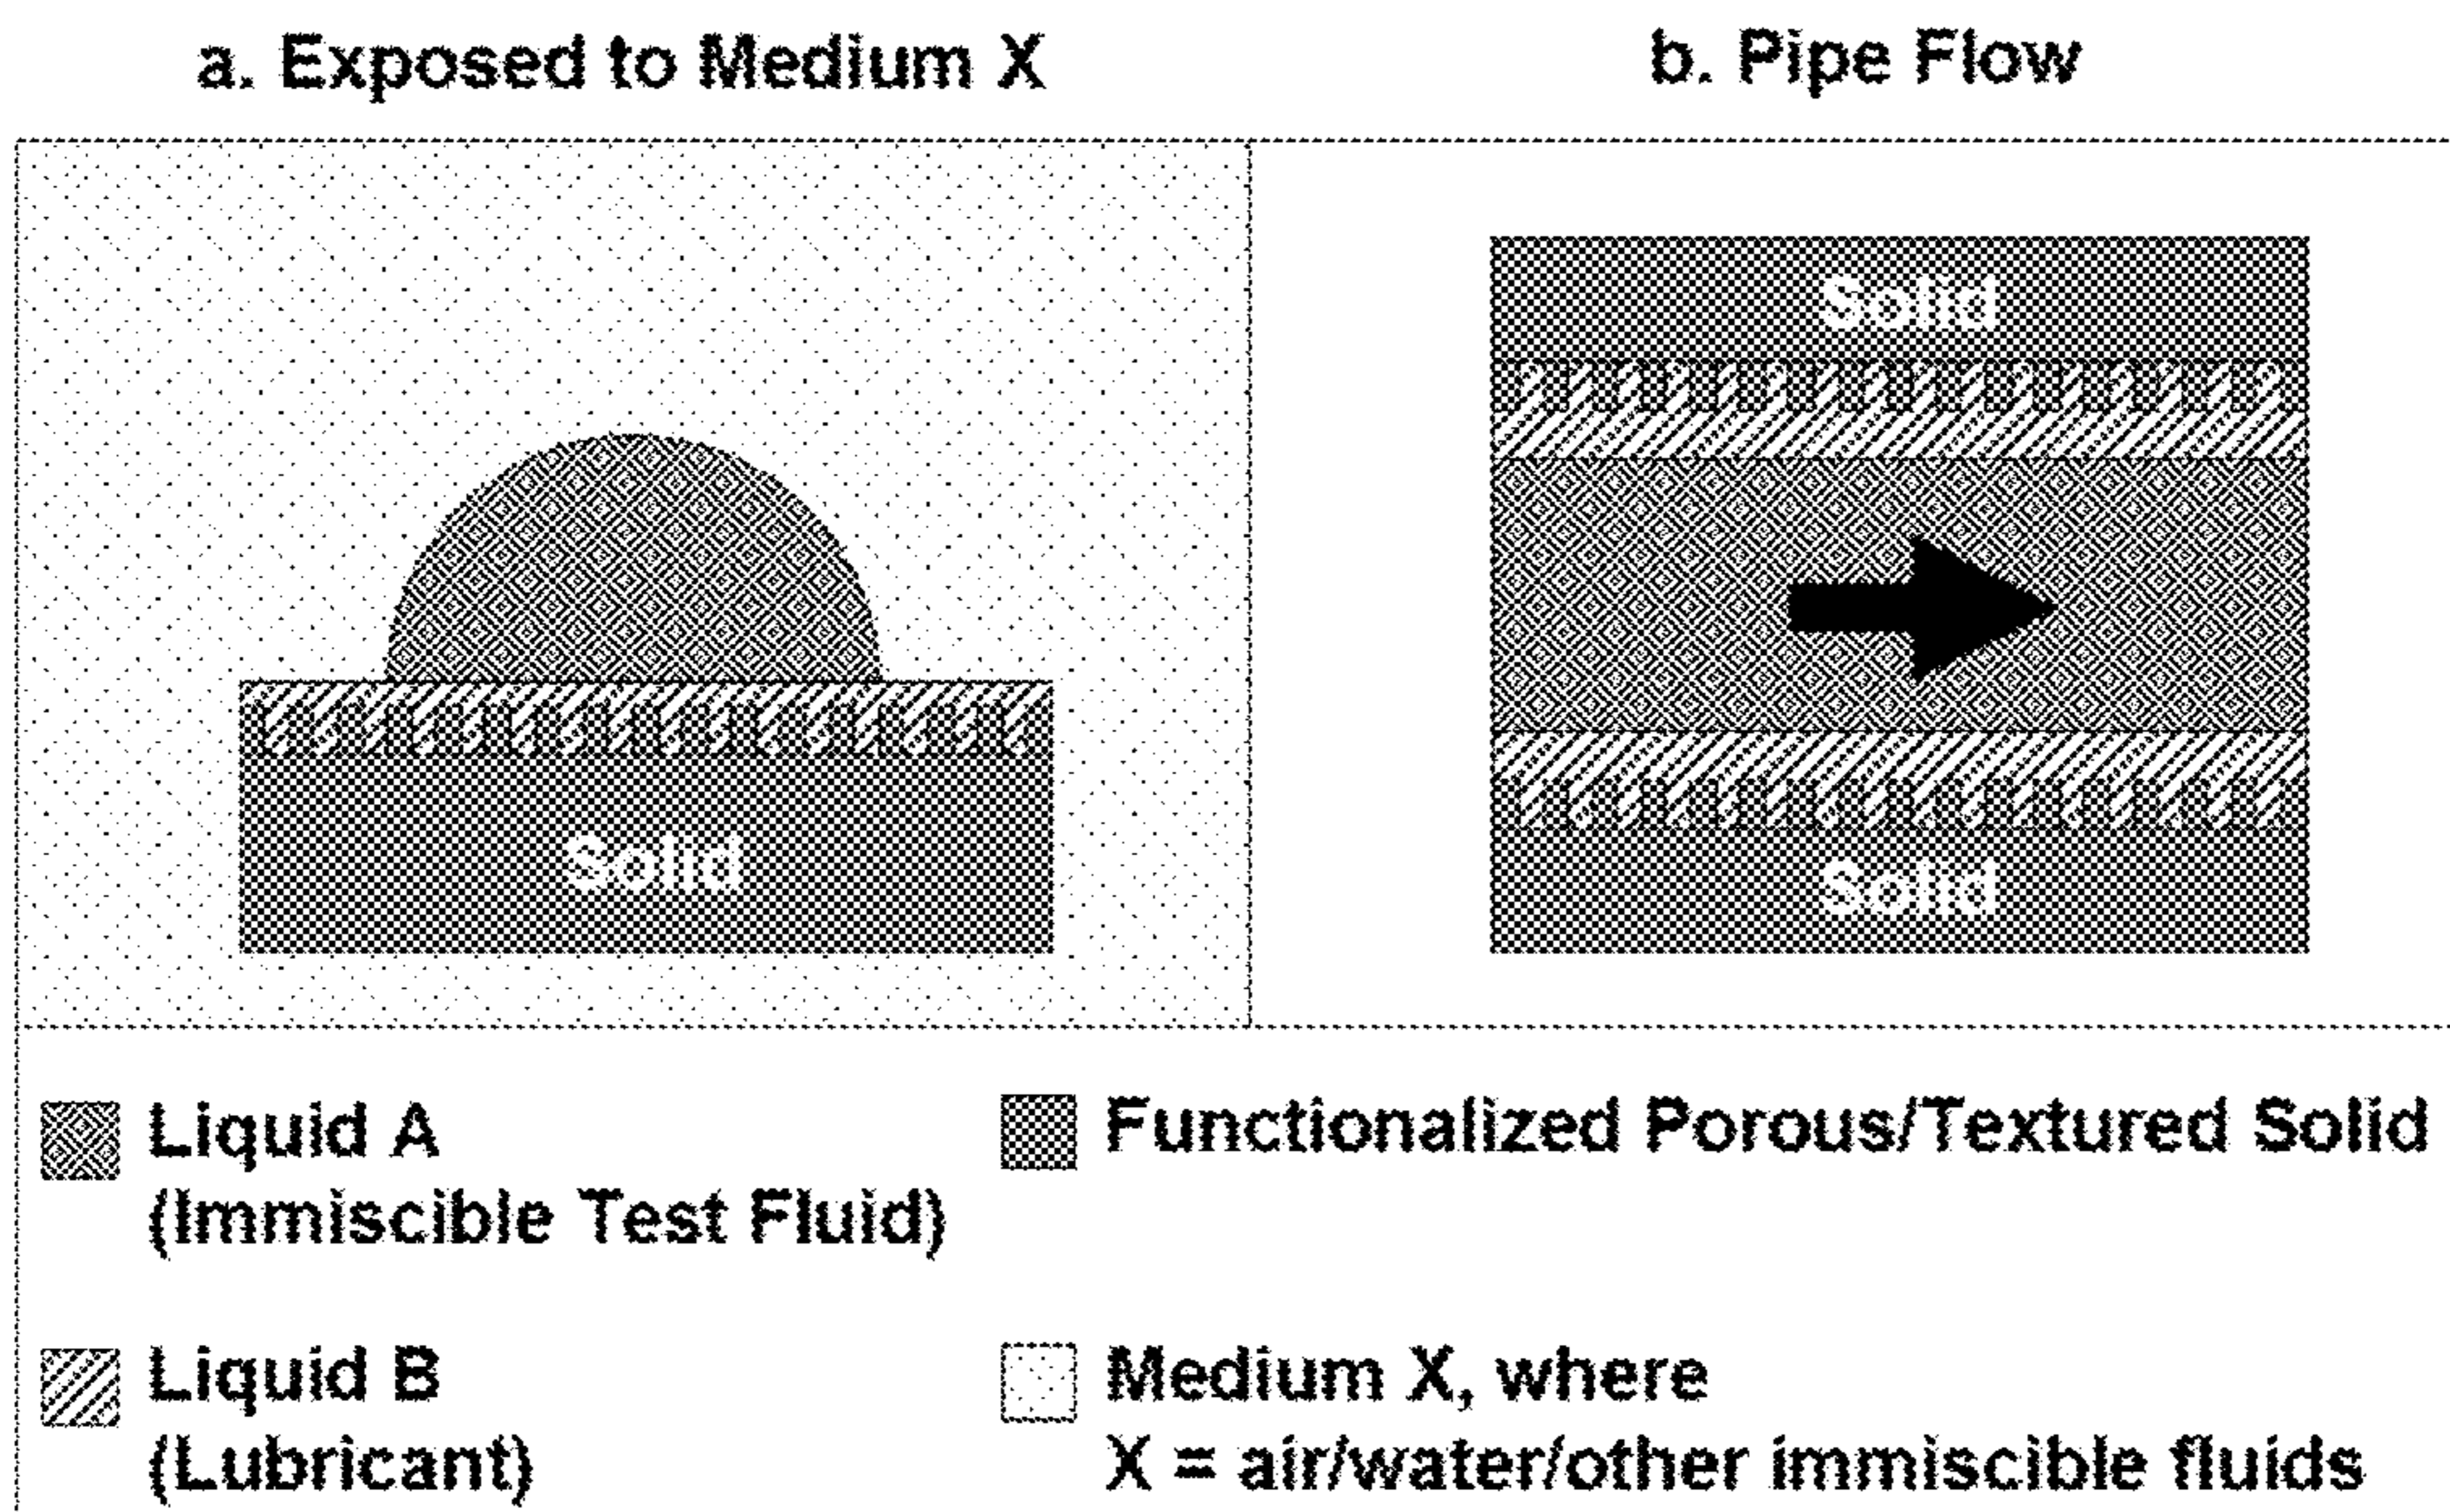 a. Exposed to Medium X
b. Pipe Flow
Solid
Solid
Solid
Liquid A
(Immiscible Test Fluid)
Functionalized Porous/Textured Solid
Liquid B
(Lubricant)
Medium X, where
X = air/water/other immiscible fluids